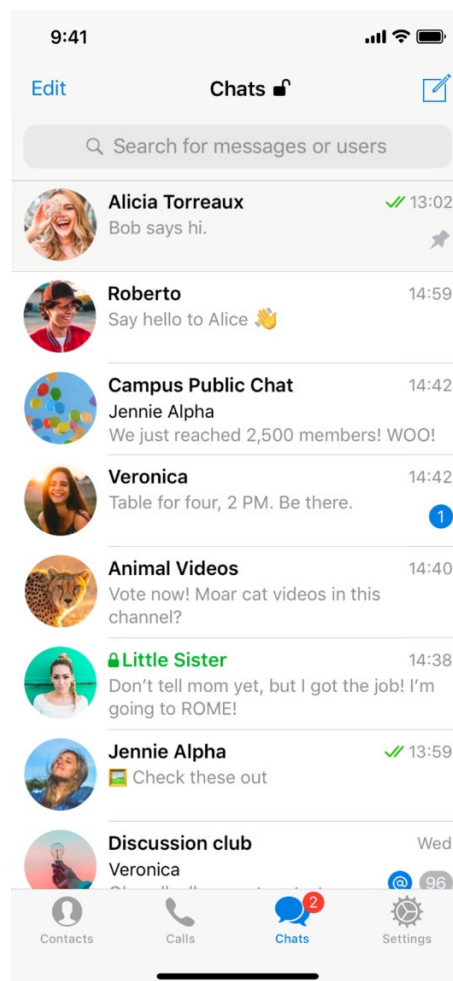 9:41
Edit
Chats
Search for messages or users
Alicia Torreaux
13:02
Bob says hi.
Roberto
14:59
Say hello to Alice 👋
Campus Public Chat
14:42
Jennie Alpha
We just reached 2,500 members! WOO!
Veronica
14:42
Table for four, 2 PM. Be there.
1
Animal Videos
14:40
Vote now! Moar cat videos in this
channel?
Little Sister
14:38
Don’t tell mom yet, but I got the job! I’m
going to ROME!
Jennie Alpha
13:59
🖼️ Check these out
Discussion club
Wed
Veronica
@ 96
2
Contacts
Calls
Chats
Settings